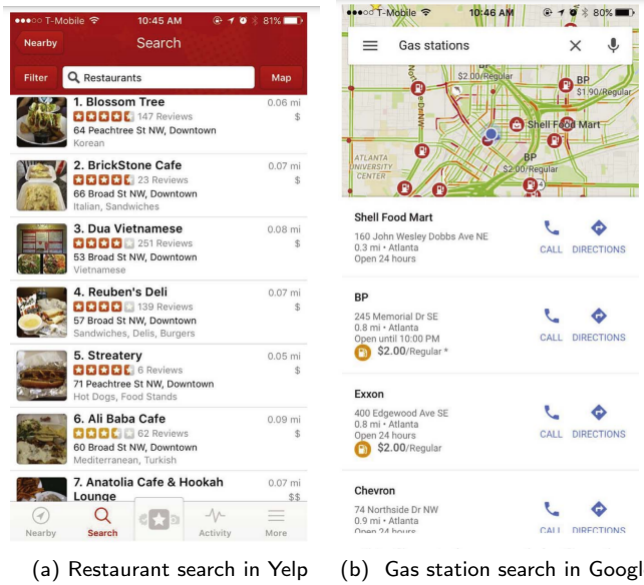 T-Mobile 10:45 AM 81%
Nearby Search
Filter Restaurants Map
1. Blossom Tree 0.06 mi
147 Reviews $
64 Peachtree St NW, Downtown
Korean
2. BrickStone Cafe 0.07 mi
23 Reviews $
66 Broad St NW, Downtown
Italian, Sandwiches
3. Dua Vietnamese 0.08 mi
251 Reviews $
53 Broad St NW, Downtown
Vietnamese
4. Reuben's Deli 0.07 mi
139 Reviews $
57 Broad St NW, Downtown
Sandwiches, Delis, Burgers
5. Streatery 0.05 mi
6 Reviews $
71 Peachtree St NW, Downtown
Hot Dogs, Food Stands
6. Ali Baba Cafe 0.09 mi
62 Reviews $
60 Broad St NW, Downtown
Mediterranean, Turkish
7. Anatolia Cafe & Hookah 0.07 mi
Lounge $$
Nearby Search Activity More
(a) Restaurant search in Yelp
T-Mobile 10:46 AM 80%
Gas stations
$2.00/Regular
BP
$1.90/Regular
Shell Food Mart
ATLANTA
UNIVERSITY
CENTER
BP
$2.00/Regular
4
Shell Food Mart
160 John Wesley Dobbs Ave NE
0.3 mi • Atlanta
Open 24 hours
CALL DIRECTIONS
BP
245 Memorial Dr SE
0.8 mi • Atlanta
Open until 10:00 PM
$2.00/Regular *
CALL DIRECTIONS
Exxon
400 Edgewood Ave SE
0.8 mi • Atlanta
Open 24 hours
$2.00/Regular
CALL DIRECTIONS
Chevron
74 Northside Dr NW
0.9 mi • Atlanta
Open 24 hours
CALL DIRECTIONS
(b) Gas station search in Googl